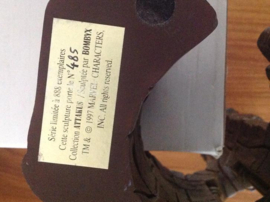 Série limitée à 888 exemplaires
Cette sculpture porte le N° 485
Collection ATTAKUS / Sculptée par BOMBYX
TM & © 1997 MARVEL CHARACTERS,
INC. All rights reserved.